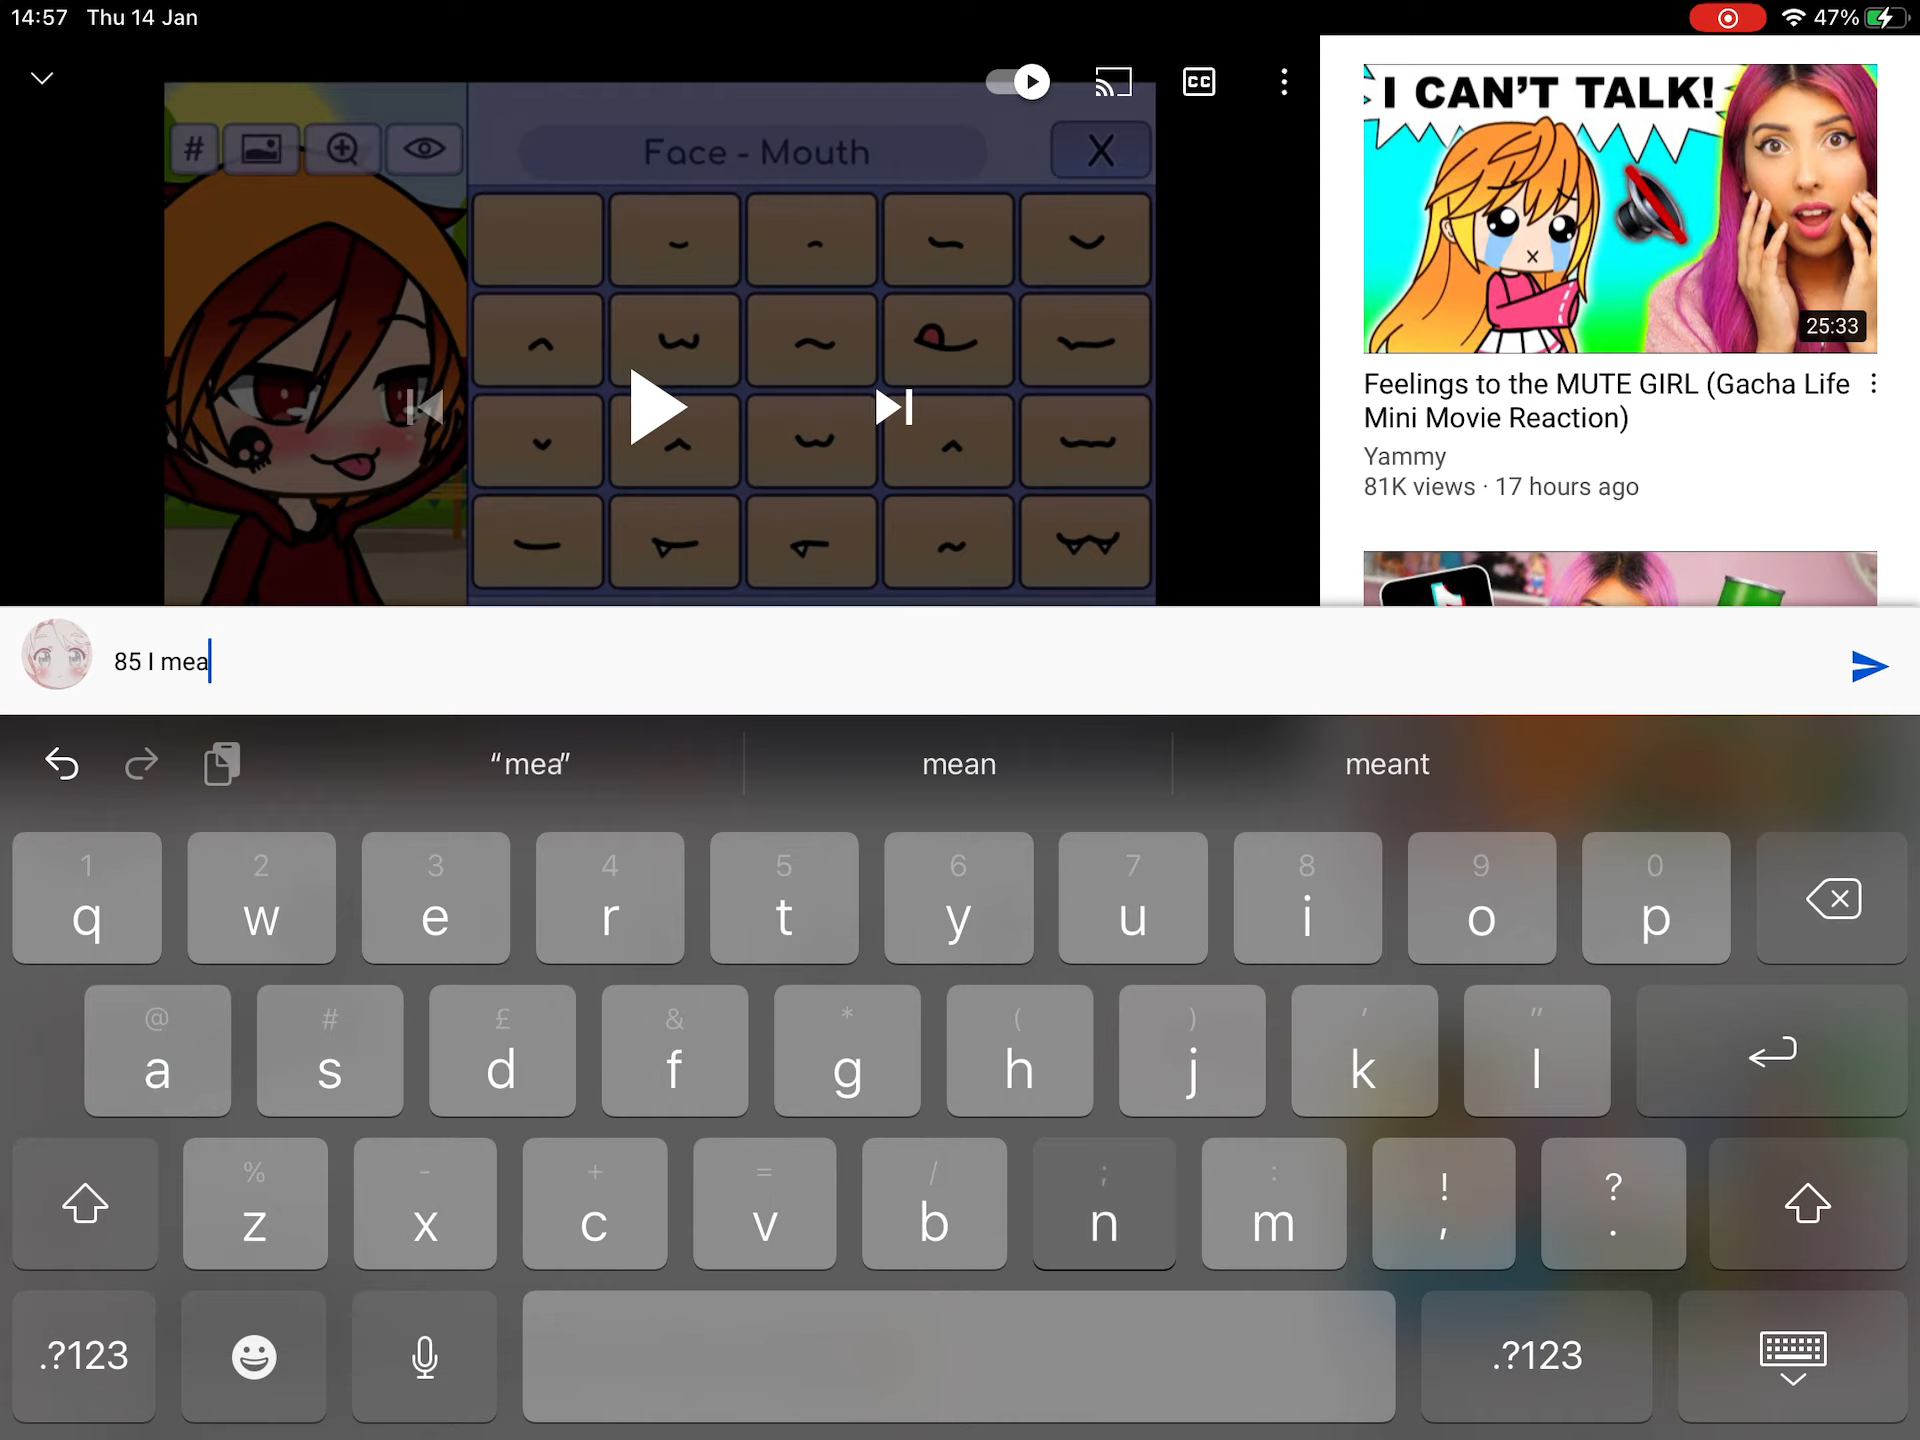 14:57 Thu 14 Jan
47%
CC
# Face - Mouth X
I CAN'T TALK!
25:33
Feelings to the MUTE GIRL (Gacha Life
Mini Movie Reaction)
Yammy
81K views · 17 hours ago
85 I mea
"mea" mean meant
1 2 3 4 5 6 7 8 9 0
q w e r t y u i o p
@ # £ & * ( ) ' "
a s d f g h j k l
% - + = / ; : ! ?
z x c v b n m , .
.?123 .?123